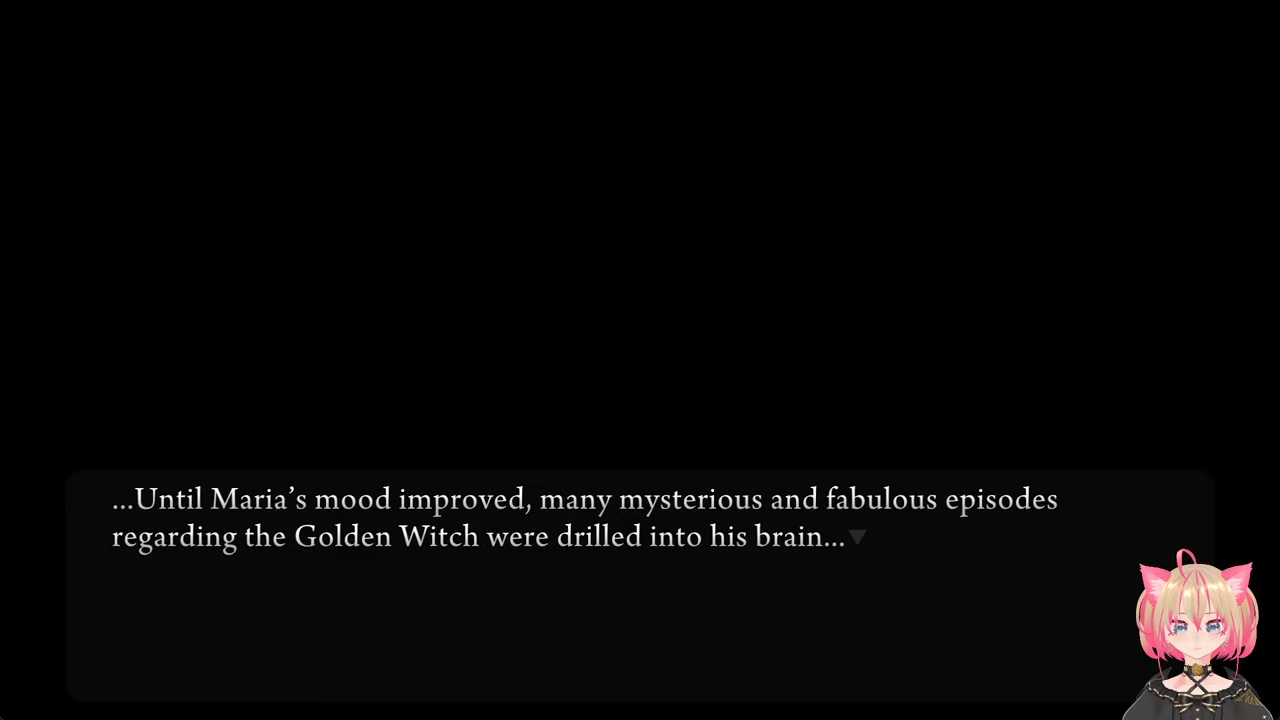 ...Until Maria’s mood improved, many mysterious and fabulous episodes
regarding the Golden Witch were drilled into his brain...